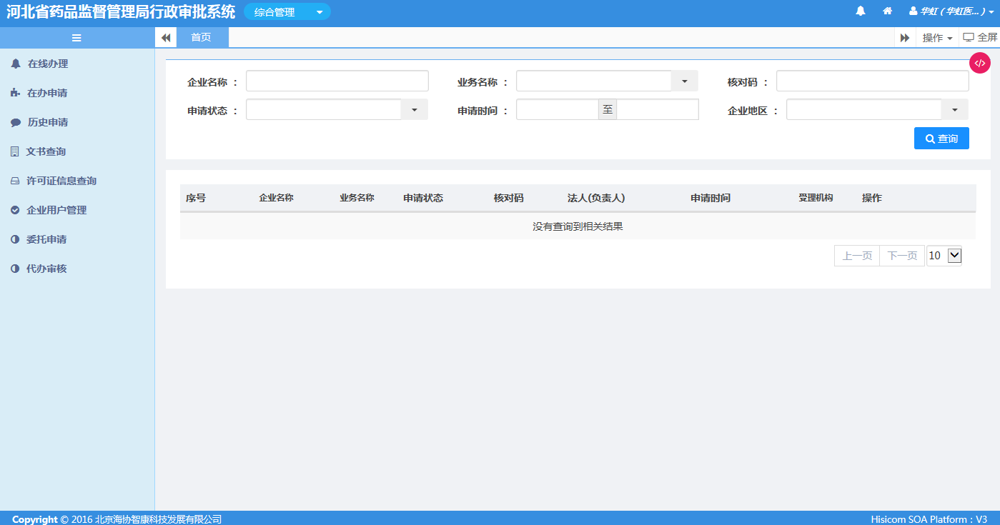 河北省药品监督管理局行政审批系统 综合管理 华虹 ( 华虹医... )
首页 操作 全屏
在线办理
在办申请
历史申请
文书查询
许可证信息查询
企业用户管理
委托申请
代办审核
企业名称 ： 业务名称 ： 核对码 ：
申请状态 ： 申请时间 ： 至 企业地区 ：
查询
序号 企业名称 业务名称 申请状态 核对码 法人(负责人) 申请时间 受理机构 操作
没有查询到相关结果
上一页 下一页 10
Copyright © 2016 北京海协智康科技发展有限公司 Hisicom SOA Platform：V3